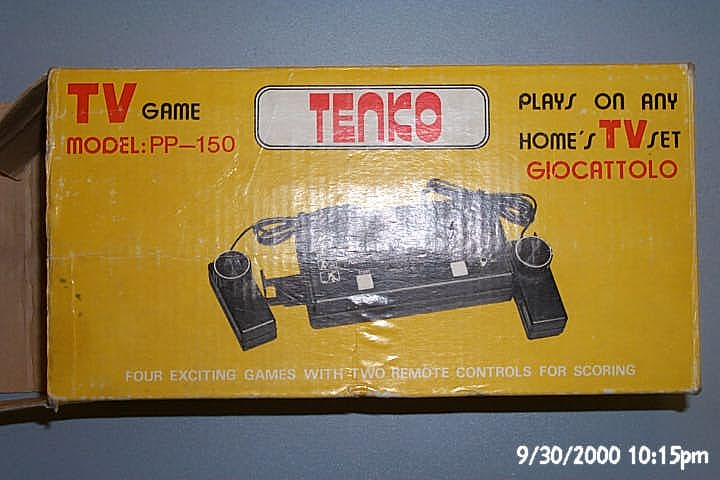 TV GAME
MODEL: PP-150
TENKO
PLAYS ON ANY
HOME'S TV SET
GIOCATTOLO
FOUR EXCITING GAMES WITH TWO REMOTE CONTROLS FOR SCORING
9/30/2000 10:15pm